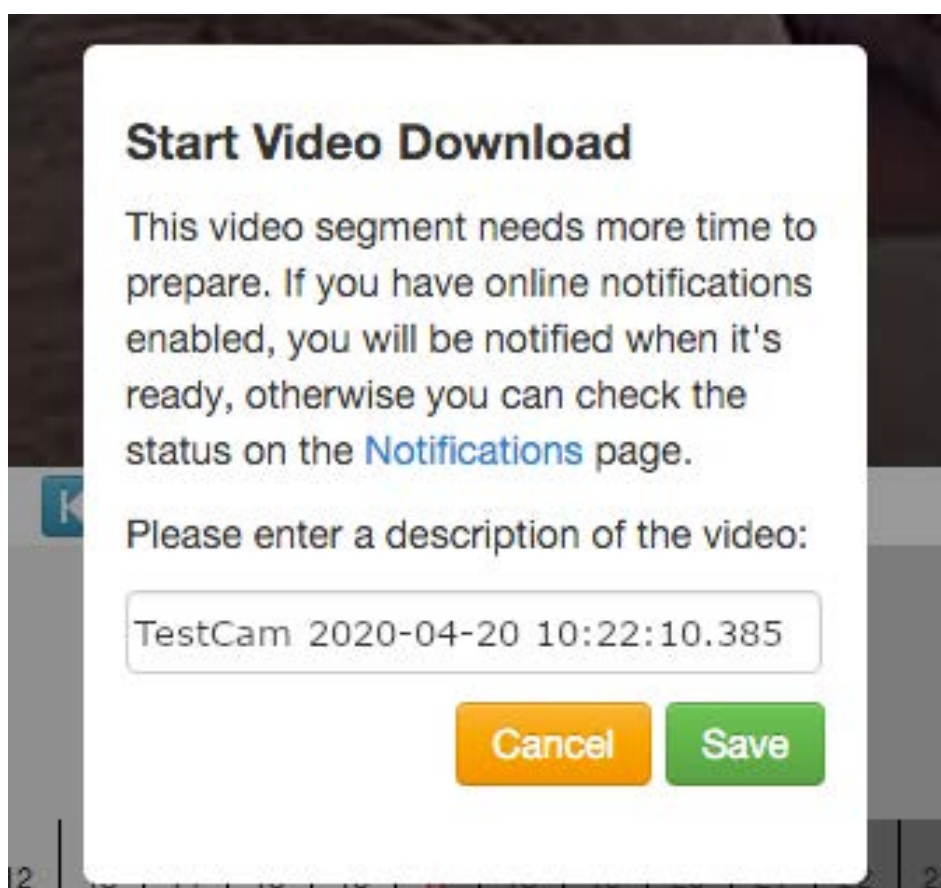 Start Video Download
This video segment needs more time to
prepare. If you have online notifications
enabled, you will be notified when it's
ready, otherwise you can check the
status on the Notifications page.
K
Please enter a description of the video:
TestCam 2020-04-20 10:22:10.385
Cancel Save
12